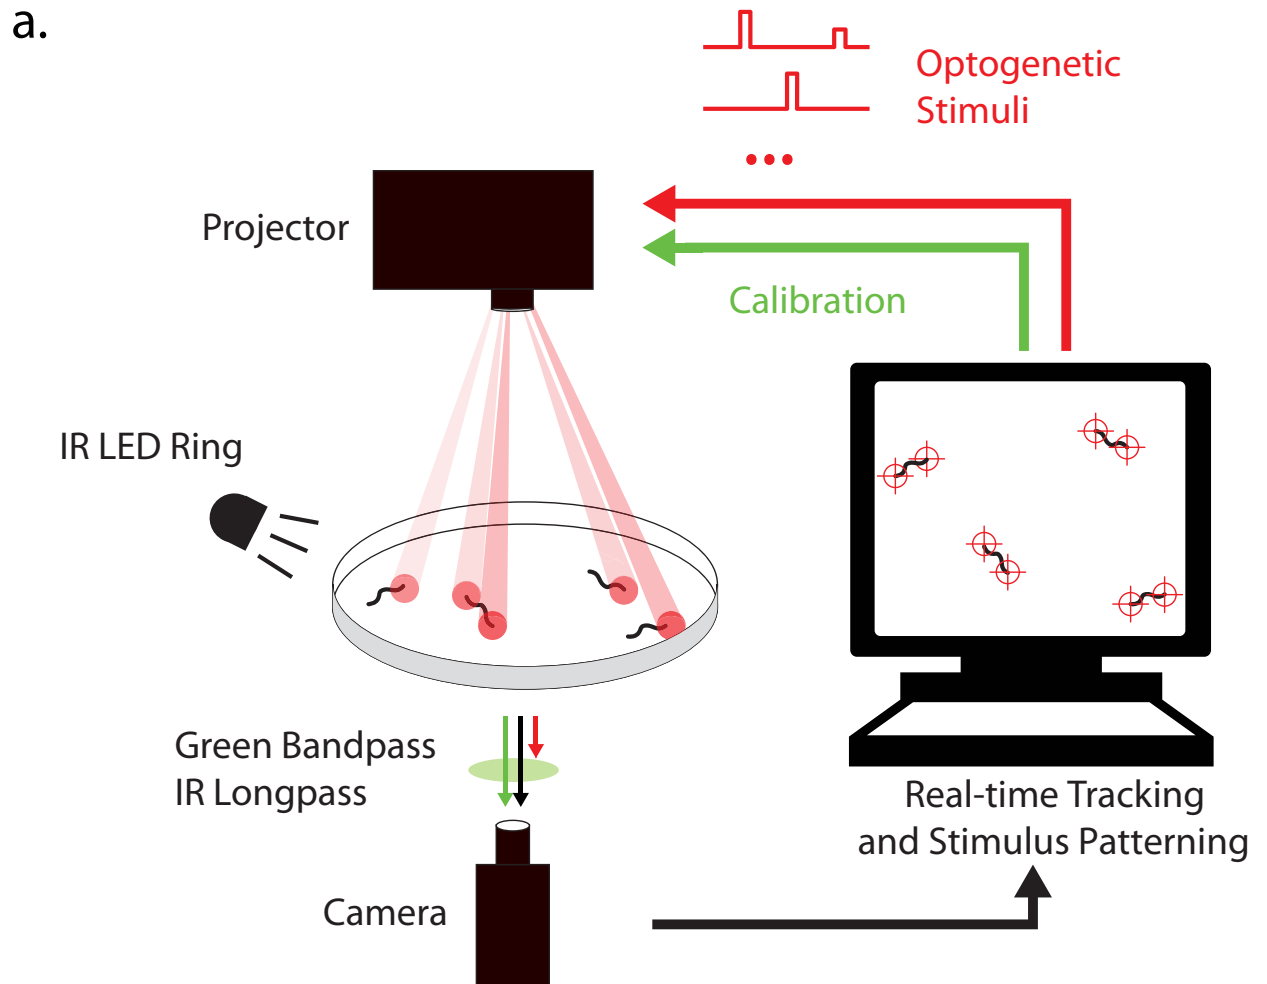 a.
Optogenetic
Stimuli
Projector
Calibration
IR LED Ring
Green Bandpass
IR Longpass
Real-time Tracking
and Stimulus Patterning
Camera